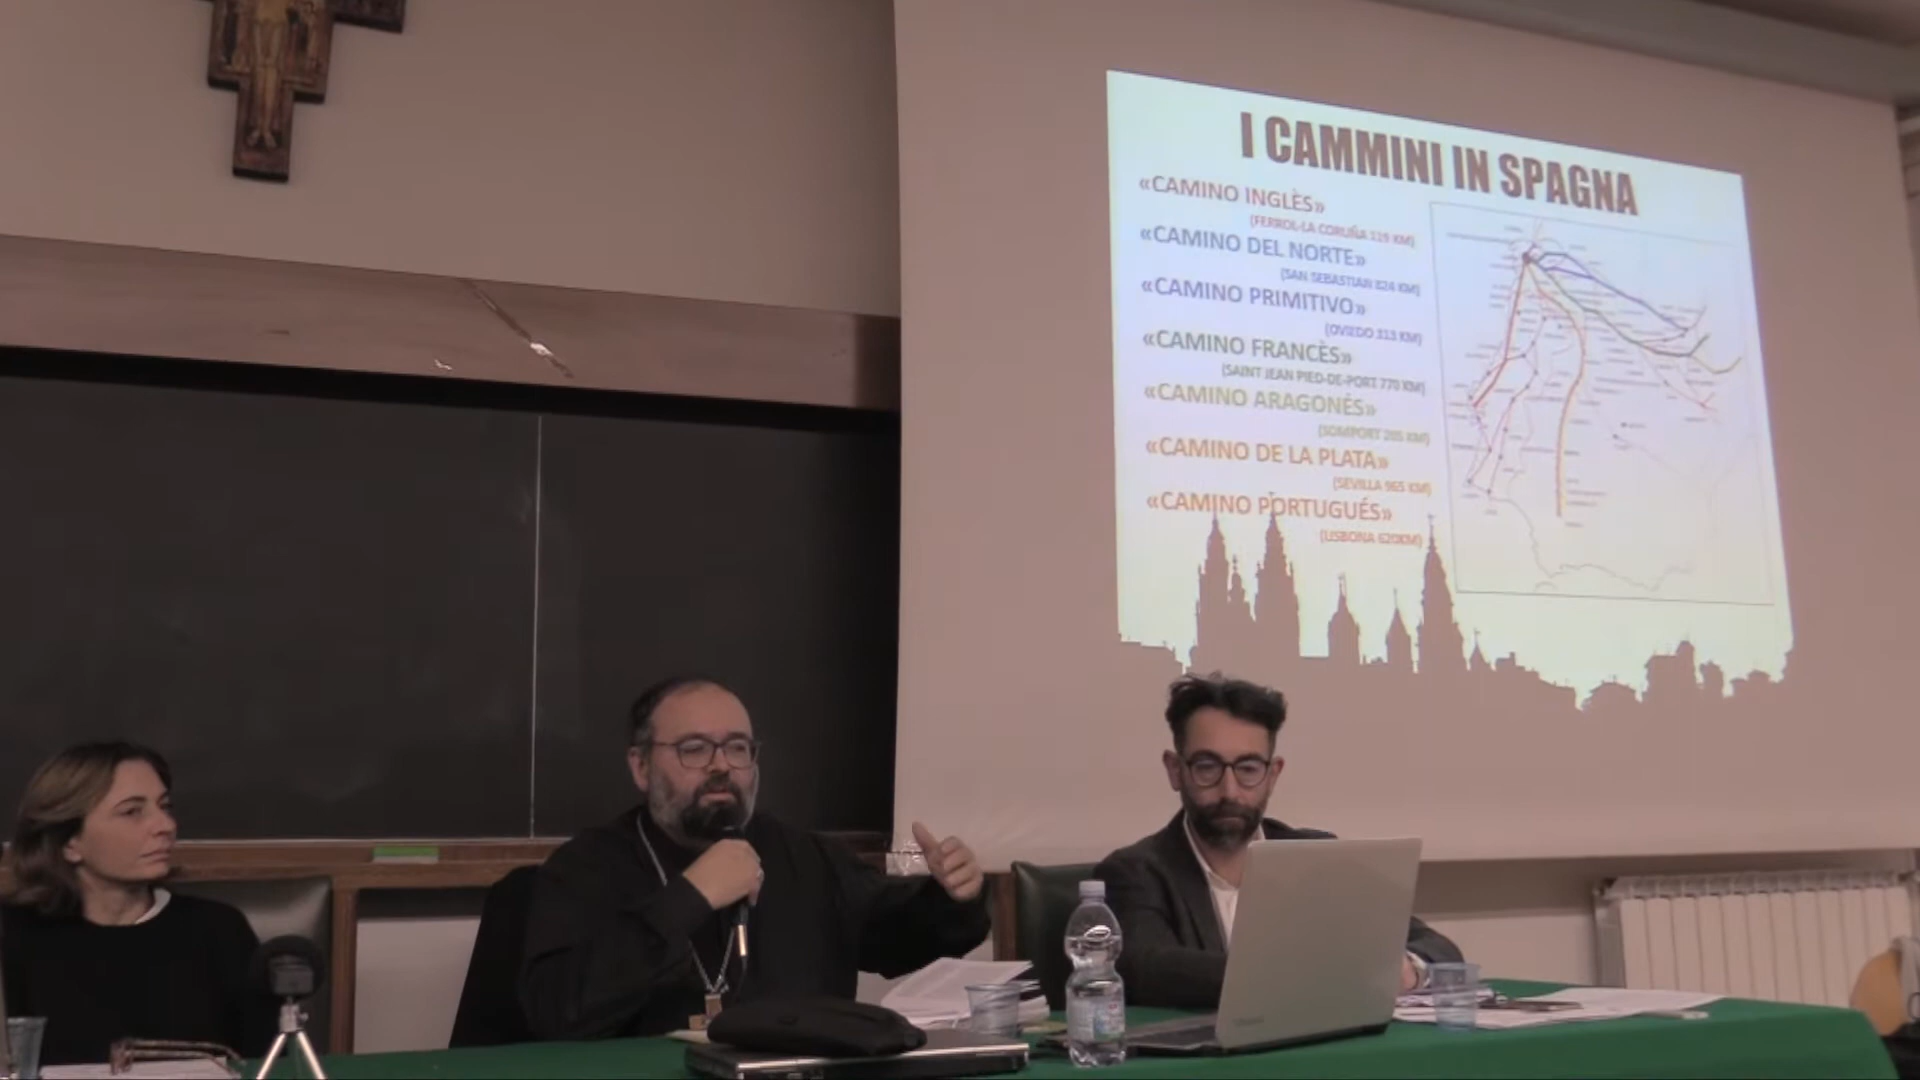 I CAMMINI IN SPAGNA
«CAMINO INGLÈS»
(FERROL-LA CORUÑA 119 KM)
«CAMINO DEL NORTE»
(SAN SEBASTIAN 824 KM)
«CAMINO PRIMITIVO»
(OVIEDO 313 KM)
«CAMINO FRANCÈS»
(SAINT JEAN PIED-DE-PORT 770 KM)
«CAMINO ARAGONÉS»
(SOMPORT 205 KM)
«CAMINO DE LA PLATA»
(SEVILLA 965 KM)
«CAMINO PORTUGUÉS»
(LISBONA 620KM)